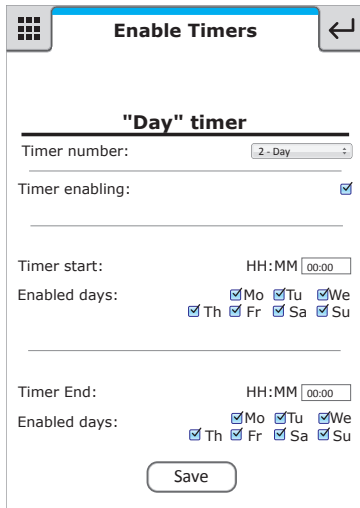 Enable Timers
"Day" timer
Timer number: 2 - Day
Timer enabling:
Timer start: HH:MM 00:00
Enabled days: Mo Tu We
Th Fr Sa Su
Timer End: HH:MM 00:00
Enabled days: Mo Tu We
Th Fr Sa Su
Save